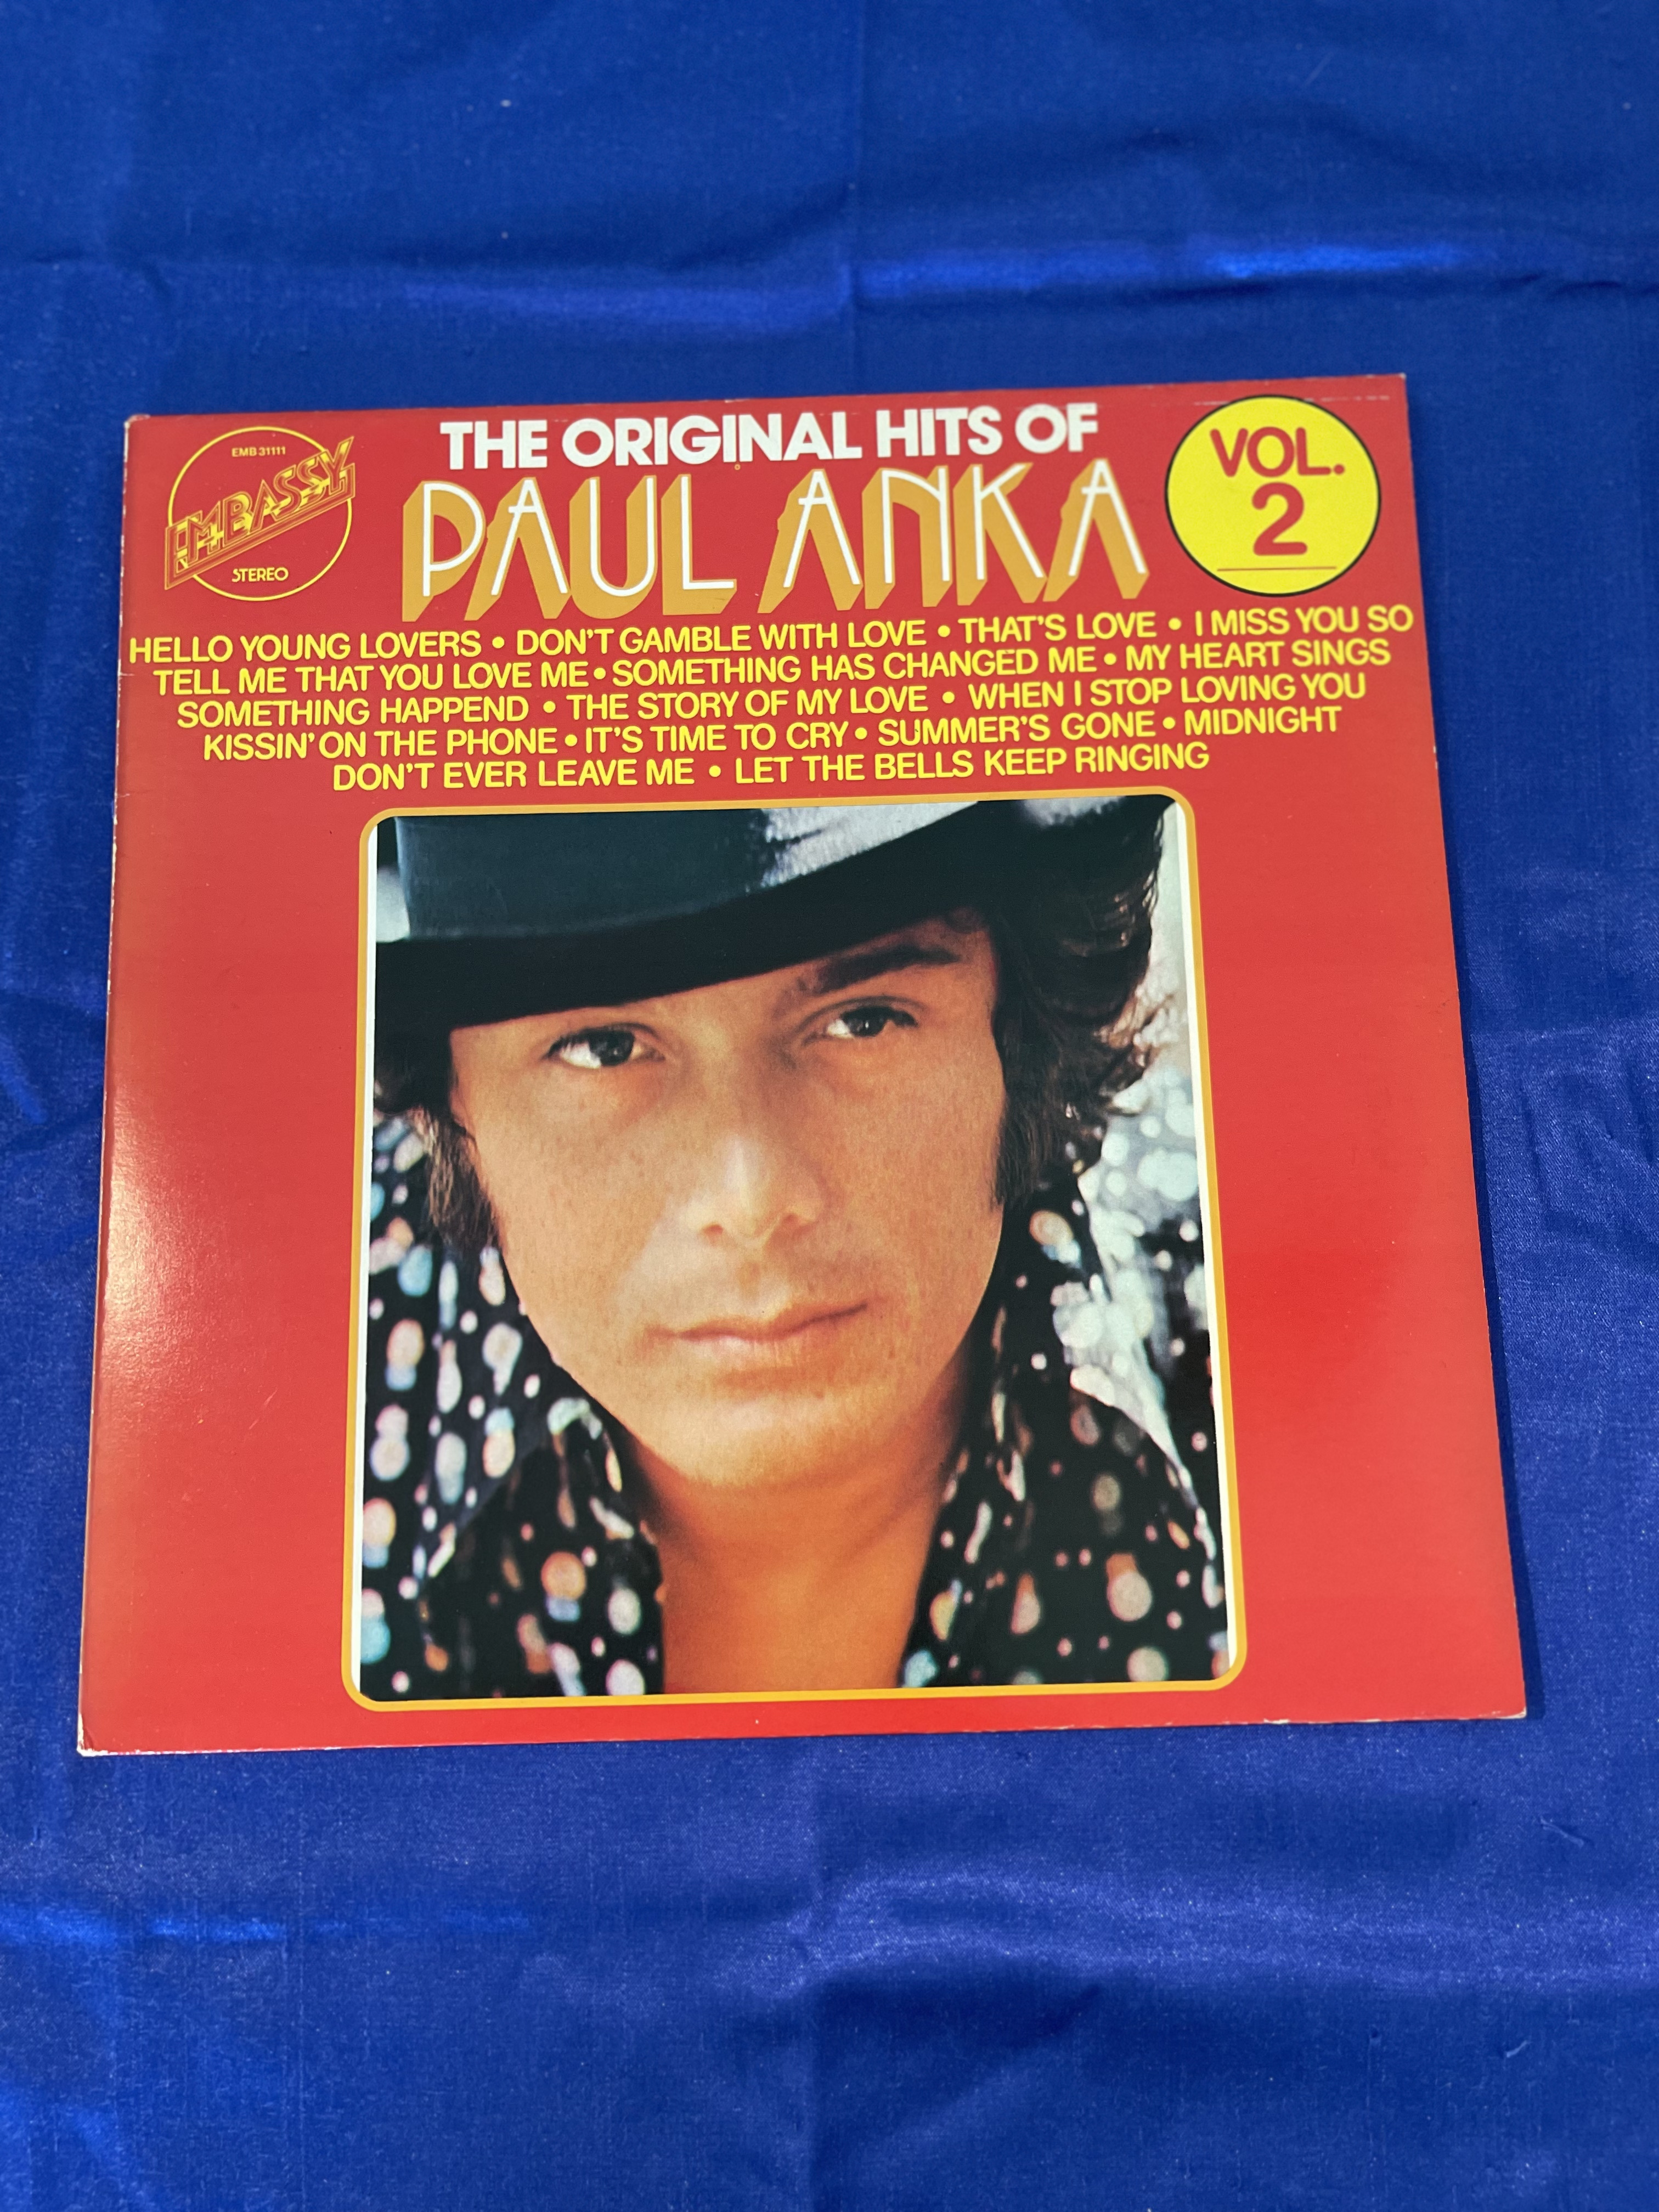 EMB 31111
EMBASSY
STEREO
THE ORIGINAL HITS OF
PAUL ANKA
VOL.
2
HELLO YOUNG LOVERS • DON'T GAMBLE WITH LOVE • THAT'S LOVE • I MISS YOU SO
TELL ME THAT YOU LOVE ME • SOMETHING HAS CHANGED ME • MY HEART SINGS
SOMETHING HAPPEND • THE STORY OF MY LOVE • WHEN I STOP LOVING YOU
KISSIN' ON THE PHONE • IT'S TIME TO CRY • SUMMER'S GONE • MIDNIGHT
DON'T EVER LEAVE ME • LET THE BELLS KEEP RINGING